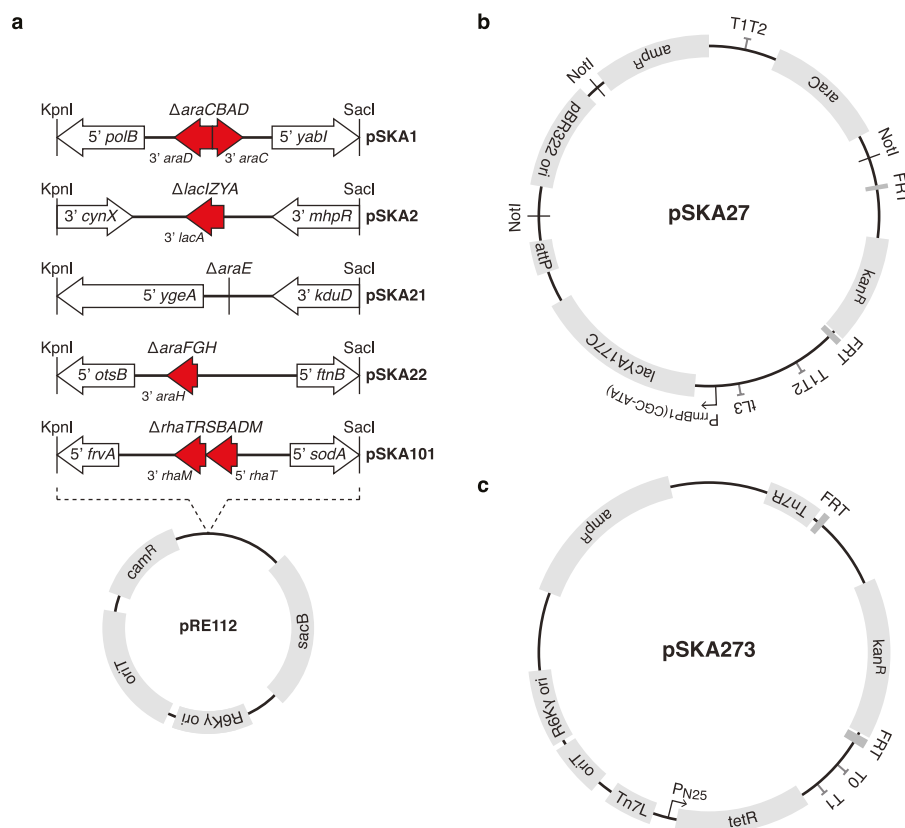 a
KpnI ΔaraCBAD SacI
5' polB 5' yabI pSKA1
3' araD 3' araC
KpnI ΔlacIZYA SacI
3' cynX 3' mhpR pSKA2
3' lacA
KpnI ΔaraE SacI
5' ygeA 3' kduD pSKA21
KpnI ΔaraFGH SacI
5' otsB 5' ftnB pSKA22
3' araH
KpnI ΔrhaTRSBADM SacI
5' frvA 5' sodA pSKA101
3' rhaM 5' rhaT
camR
pRE112
sacB
oriT
R6Kγ ori
b
T1T2
ampR
araC
NotI
pBR322 ori
NotI
FRT
pSKA27
NotI
attP
kanR
lacYA177C
FRT
T1T2
tL3
PrrnBP1(CGC-ATA)
c
Tn7R
FRT
ampR
pSKA273
kanR
R6Kγ ori
oriT
FRT
T0
T1
Tn7L
PN25
tetR